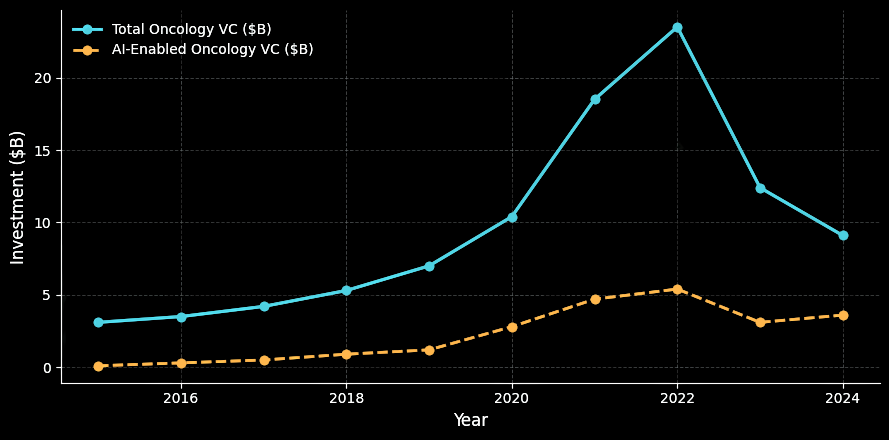 Total Oncology VC ($B)
AI-Enabled Oncology VC ($B)
Investment ($B)
20
15
10
5
0
2016
2018
2020
2022
2024
Year